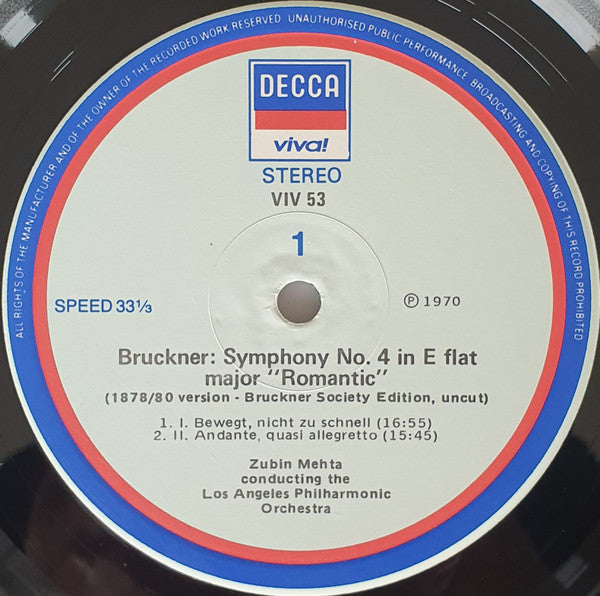 ALL RIGHTS OF THE MANUFACTURER AND OF THE OWNER OF THE RECORDED WORK RESERVED. UNAUTHORISED PUBLIC PERFORMANCE, BROADCASTING AND COPYING OF THIS RECORD PROHIBITED
DECCA
viva!
STEREO
VIV 53
1
SPEED 33⅓
℗ 1970
Bruckner: Symphony No. 4 in E flat
major "Romantic"
(1878/80 version - Bruckner Society Edition, uncut)
1. I. Bewegt, nicht zu schnell (16:55)
2. II. Andante, quasi allegretto (15:45)
Zubin Mehta
conducting the
Los Angeles Philharmonic
Orchestra